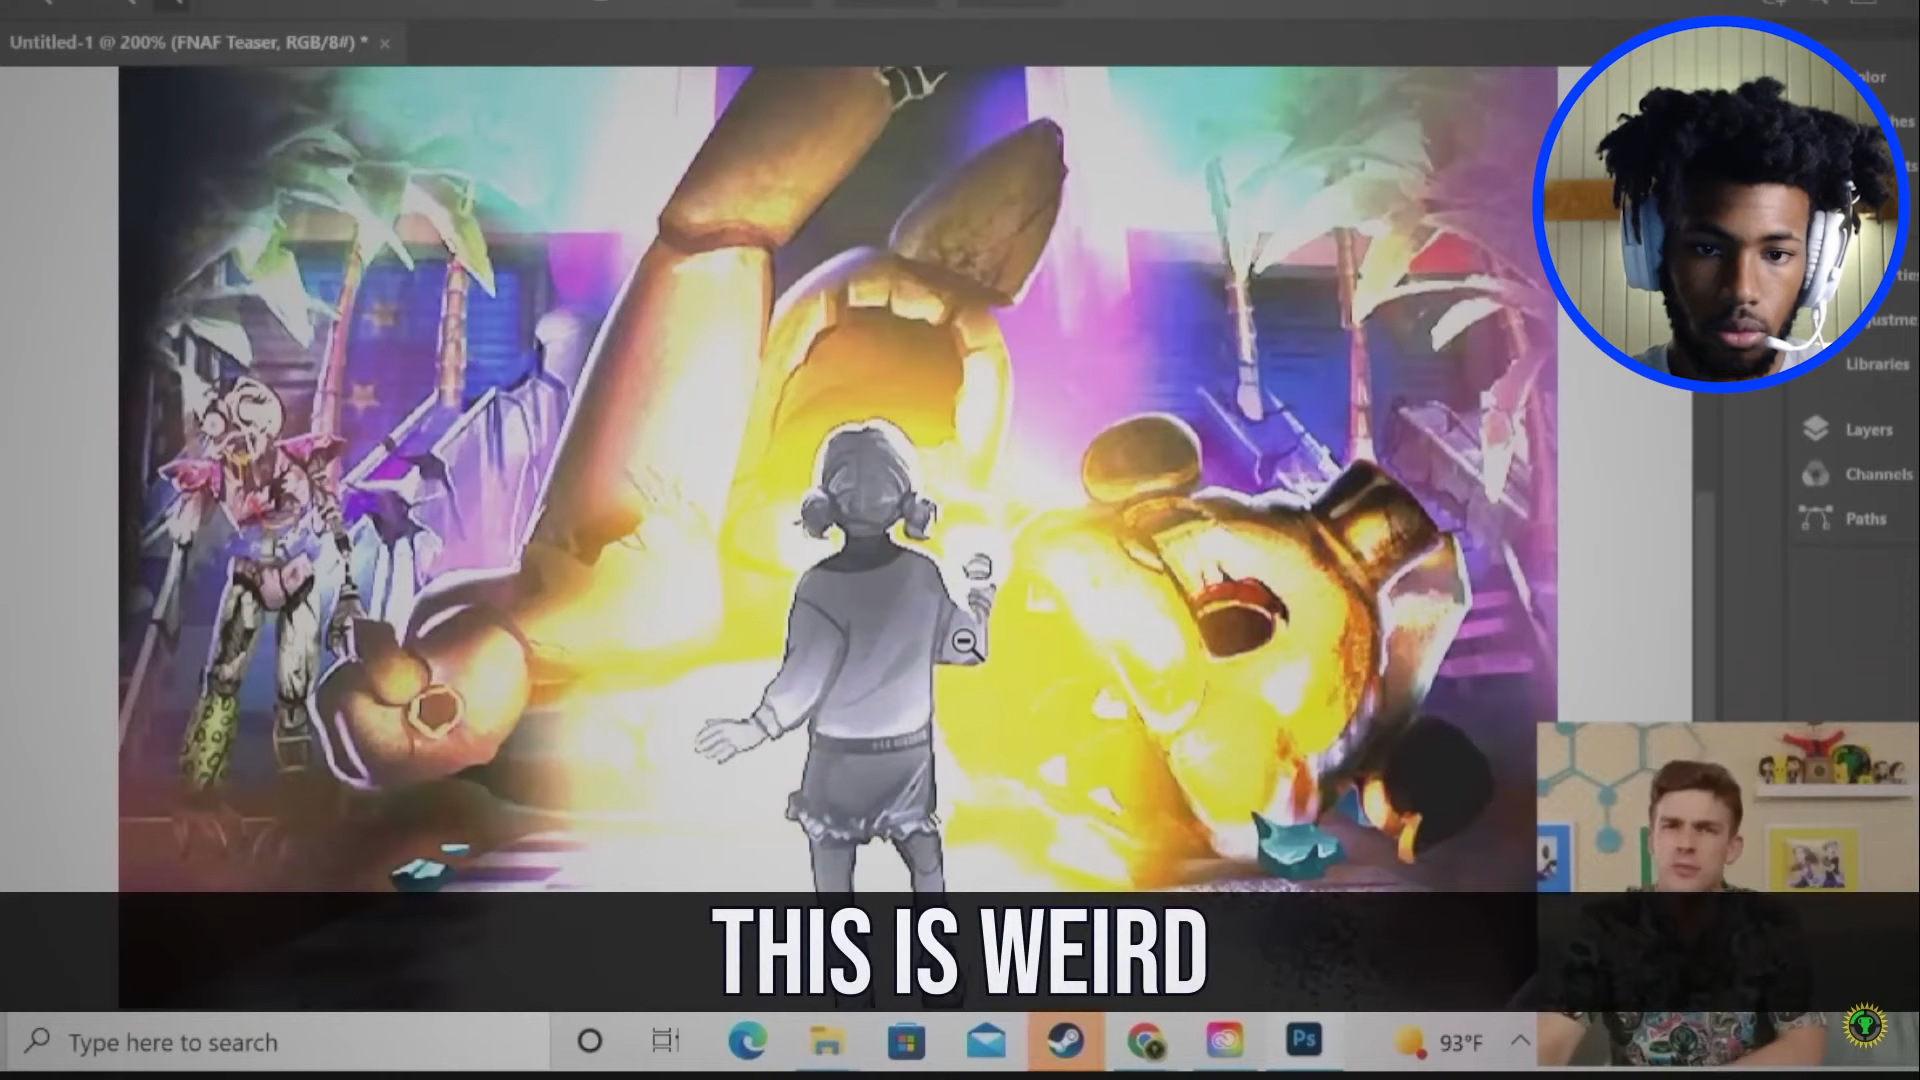 Untitled-1 @ 200% (FNAF Teaser, RGB/8#) * ×
Libraries
Layers
Channels
Paths
THIS IS WEIRD
Type here to search
Ps
93°F